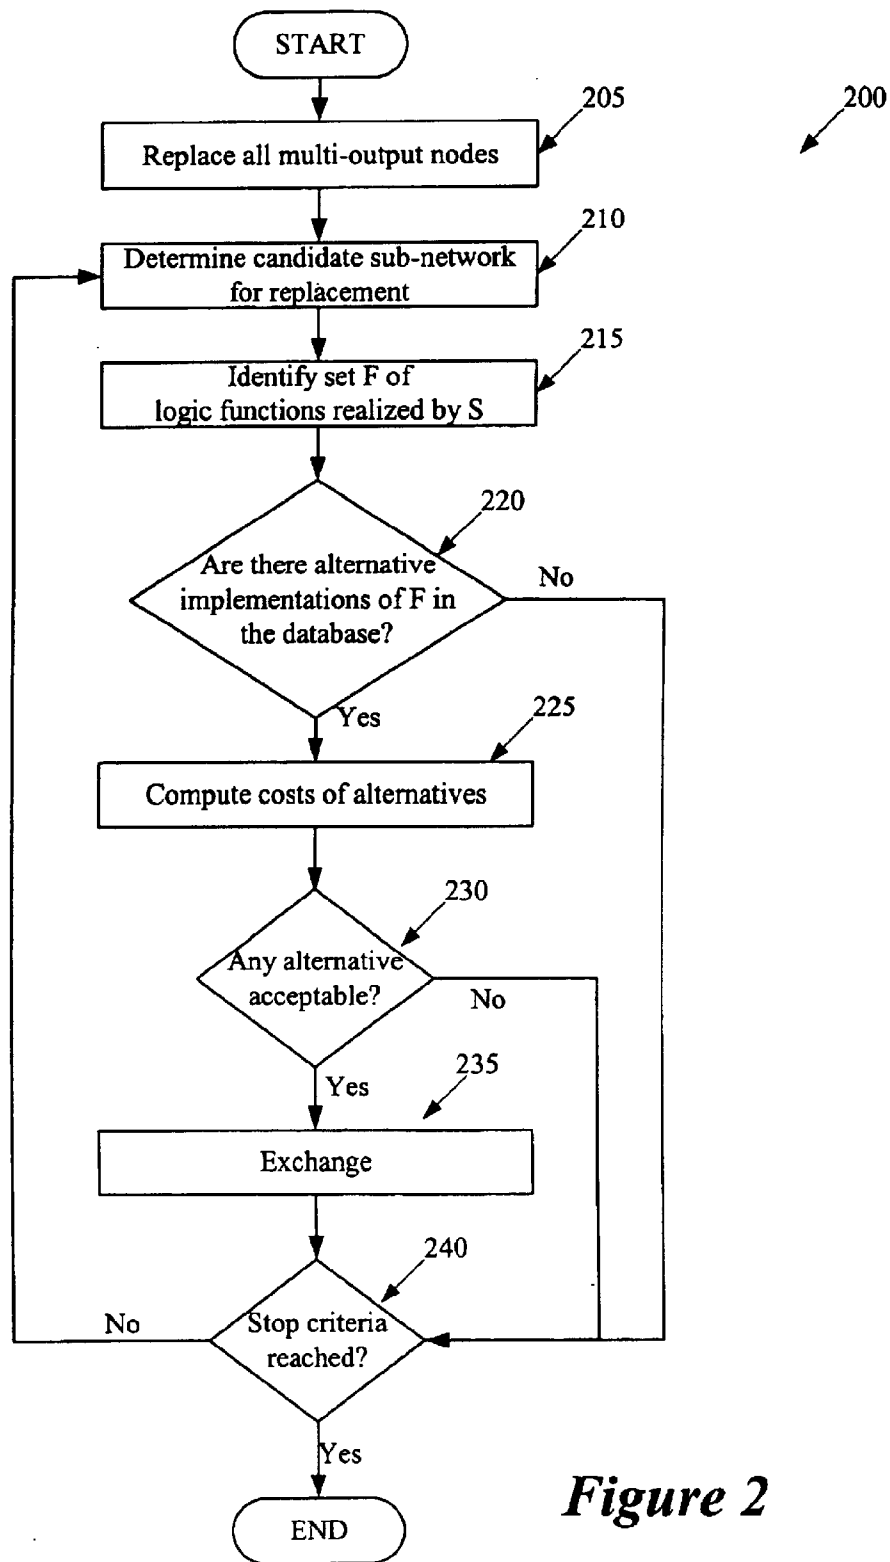 START
205
200
Replace all multi-output nodes
210
Determine candidate sub-network
for replacement
215
Identify set F of
logic functions realized by S
220
Are there alternative
implementations of F in
the database?
No
Yes
225
Compute costs of alternatives
230
Any alternative
acceptable?
No
Yes
235
Exchange
240
Stop criteria
reached?
No
Yes
END
Figure 2